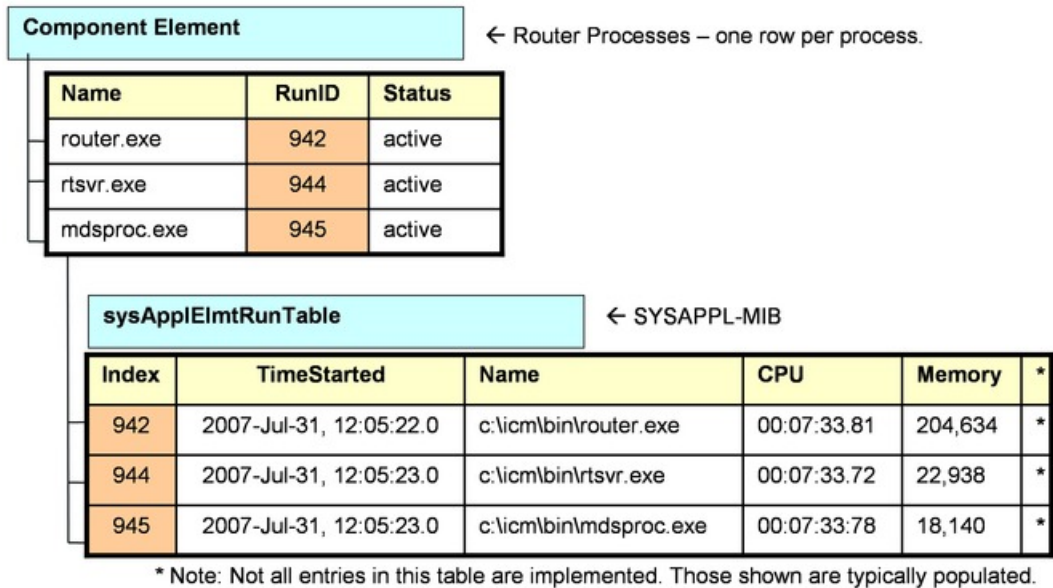 Component Element
← Router Processes – one row per process.
Name RunID Status
router.exe 942 active
rtsvr.exe 944 active
mdsproc.exe 945 active
sysApplElmtRunTable
← SYSAPPL-MIB
Index TimeStarted Name CPU Memory *
942 2007-Jul-31, 12:05:22.0 c:\icm\bin\router.exe 00:07:33.81 204,634 *
944 2007-Jul-31, 12:05:23.0 c:\icm\bin\rtsvr.exe 00:07:33.72 22,938 *
945 2007-Jul-31, 12:05:23.0 c:\icm\bin\mdsproc.exe 00:07:33:78 18,140 *
* Note: Not all entries in this table are implemented. Those shown are typically populated.